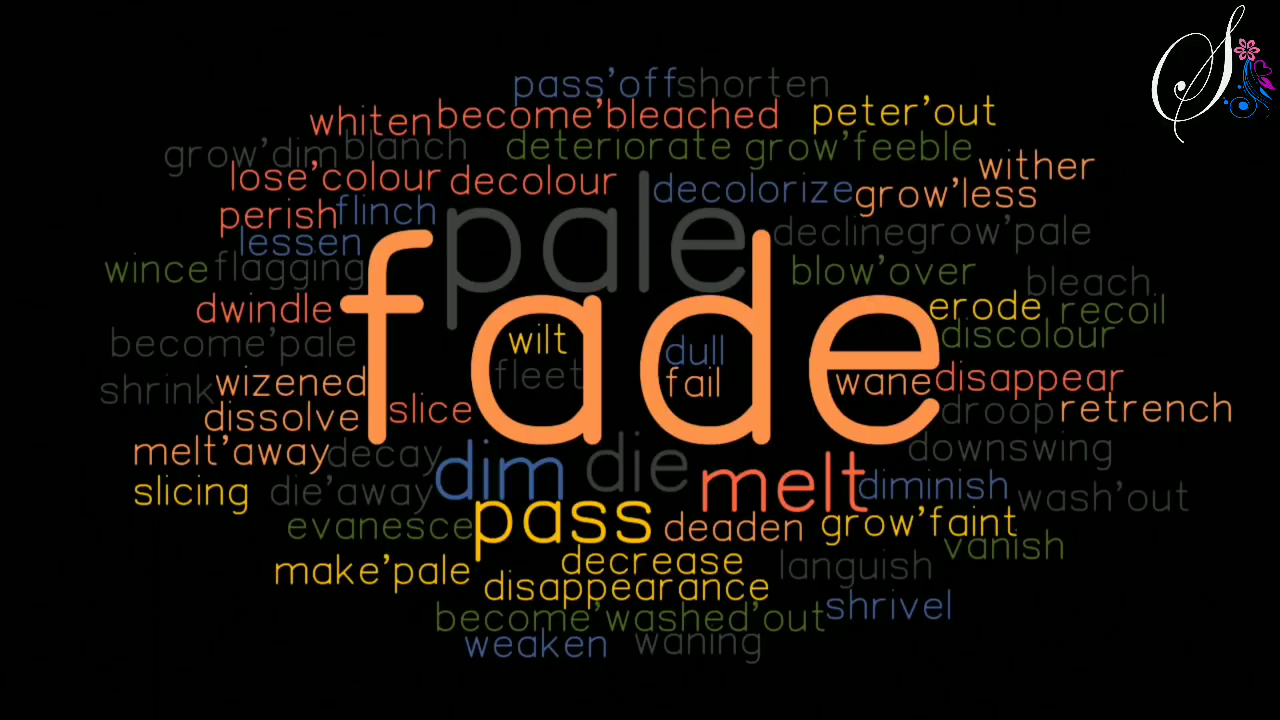 pass'off shorten
whiten become'bleached peter'out
grow'dim blanch deteriorate grow'feeble
wither
lose'colour decolour decolorize grow'less
perish flinch pale
lessen decline grow'pale
wince flagging blow'over bleach
fade
dwindle erode recoil
become'pale wilt dull discolour
shrink wizened fleet fail wane disappear
dissolve slice droop retrench
melt'away decay downswing
slicing die'away dim die melt diminish wash'out
evanesce pass deaden grow'faint
vanish
make'pale decrease languish
disappearance
become'washed'out shrivel
weaken waning
S